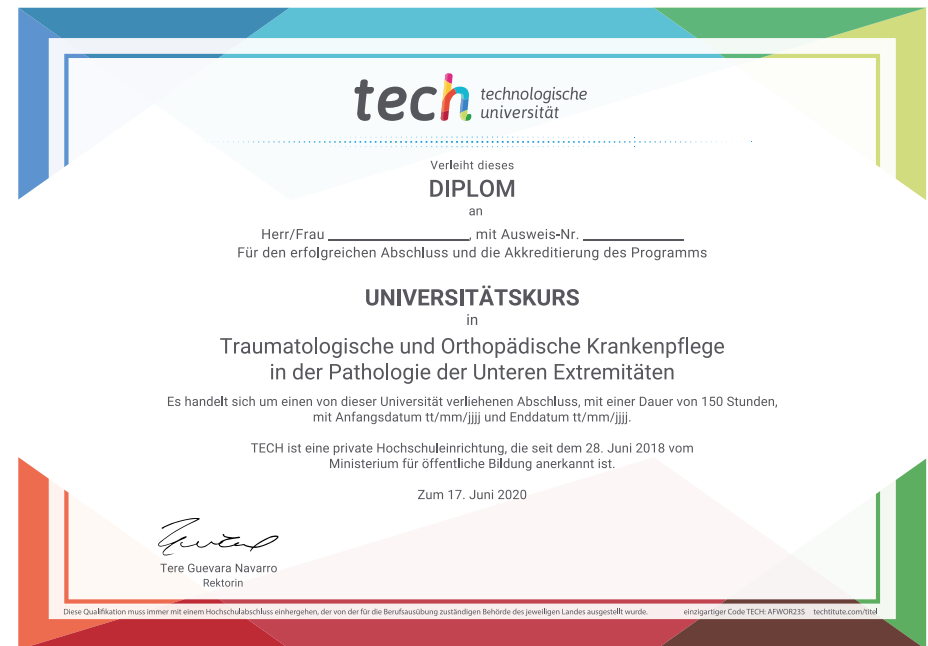 tech technologische
universität
Verleiht dieses
DIPLOM
an
Herr/Frau ____________________, mit Ausweis-Nr. ______________
Für den erfolgreichen Abschluss und die Akkreditierung des Programms
UNIVERSITÄTSKURS
in
Traumatologische und Orthopädische Krankenpflege
in der Pathologie der Unteren Extremitäten
Es handelt sich um einen von dieser Universität verliehenen Abschluss, mit einer Dauer von 150 Stunden,
mit Anfangsdatum tt/mm/jjjj und Enddatum tt/mm/jjjj.
TECH ist eine private Hochschuleinrichtung, die seit dem 28. Juni 2018 vom
Ministerium für öffentliche Bildung anerkannt ist.
Zum 17. Juni 2020
Tere Guevara Navarro
Rektorin
Diese Qualifikation muss immer mit einem Hochschulabschluss einhergehen, der von der für die Berufsausübung zuständigen Behörde des jeweiligen Landes ausgestellt wurde. einzigartiger Code TECH: AFWOR23S techtitute.com/titel